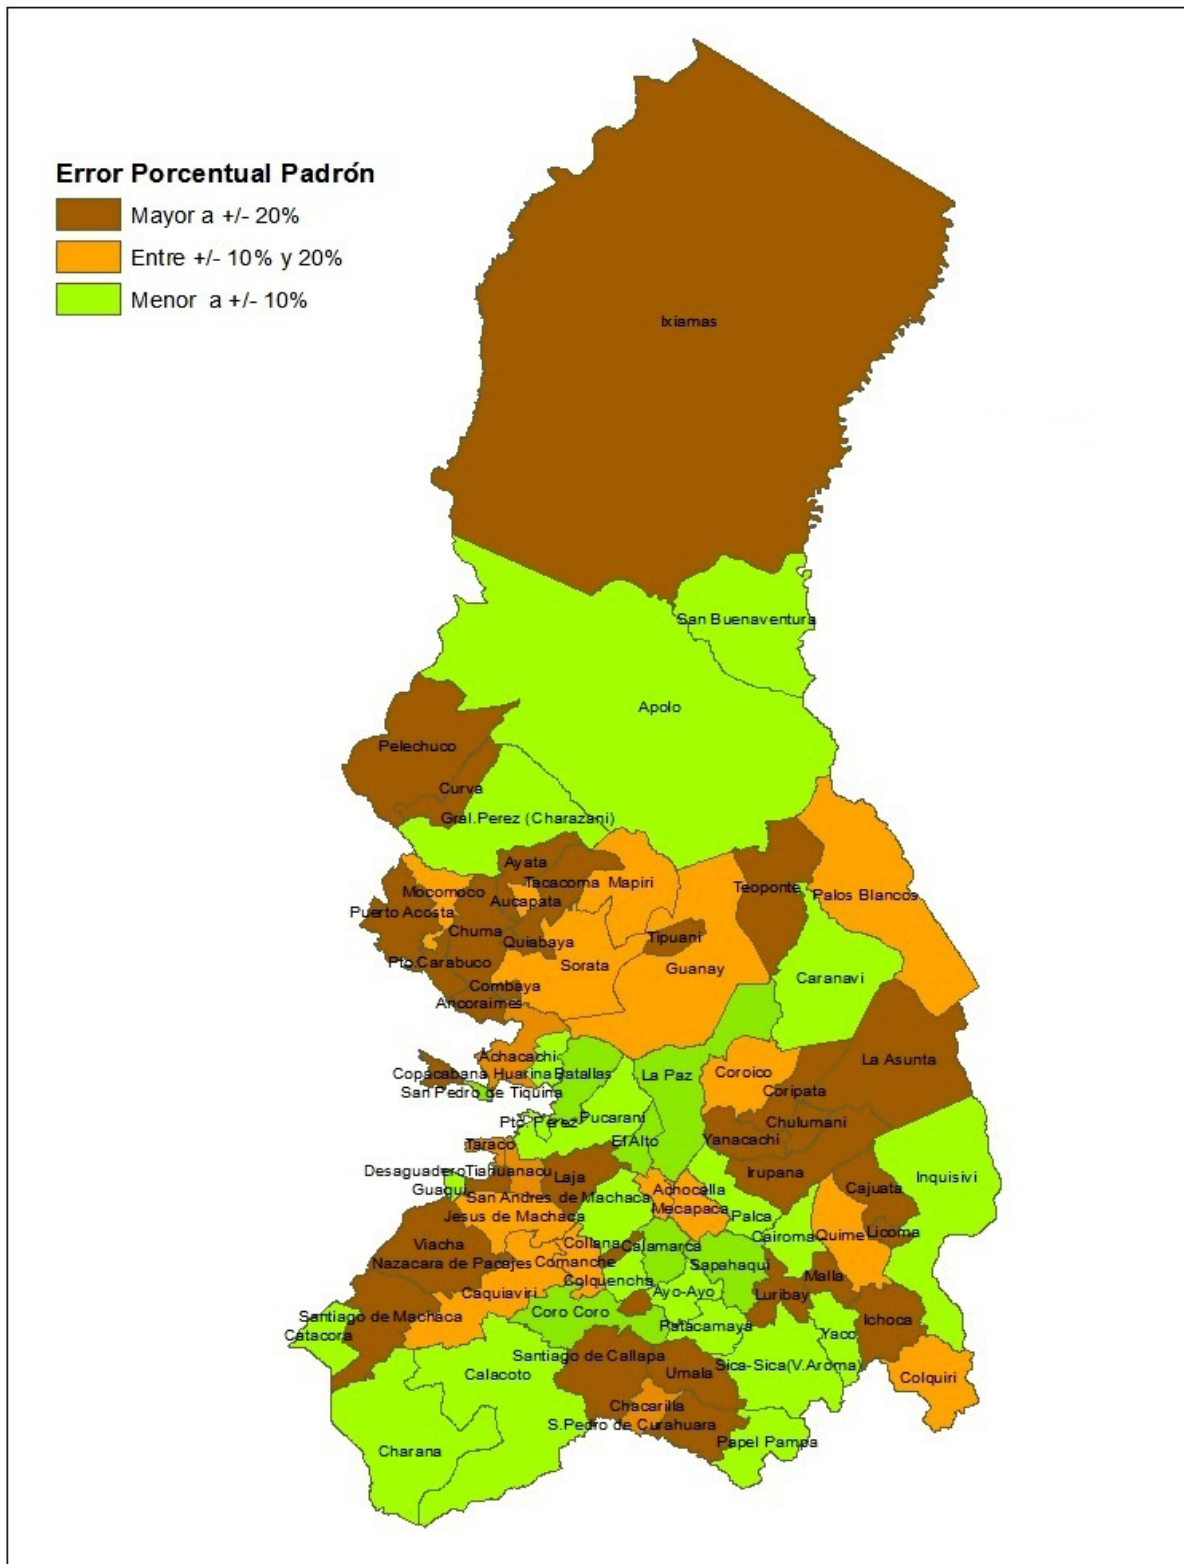 Error Porcentual Padrón
Mayor a +/- 20%
Entre +/- 10% y 20%
Menor a +/- 10%
Ixiamas
San Buenaventura
Apolo
Pelechuco
Curva
Gral.Perez (Charazani)
Ayata
Tacacoma
Mapiri
Teoponte
Mocomoco
Aucapata
Palos Blancos
Puerto Acosta
Chuma
Quiabaya
Tipuani
Pto.Carabuco
Sorata
Guanay
Caranavi
Combaya
Ancoraimes
Achacachi
La Asunta
Copacabana
Huarina
Batallas
La Paz
Coroico
San Pedro de Tiquina
Coripata
Pto. Perez
Pucarani
Chulumani
Taraco
El Alto
Yanacachi
Desaguadero
Tiahuanacu
Laja
Irupana
Inquisivi
Guaqui
San Andres de Machaca
Achocalla
Cajuata
Jesus de Machaca
Mecapaca
Palca
Licoma
Viacha
Collana
Calamarca
Cairoma
Quime
Nazacara de Pacajes
Comanche
Sapahaqui
Colquencha
Malla
Caquiaviri
Ayo-Ayo
Luribay
Santiago de Machaca
Coro Coro
Patacamaya
Ichoca
Catacora
Yaco
Santiago de Callapa
Sica-Sica(V.Aroma)
Calacoto
Umala
Colquiri
Chacarilla
S.Pedro de Curahuara
Papel Pampa
Charana